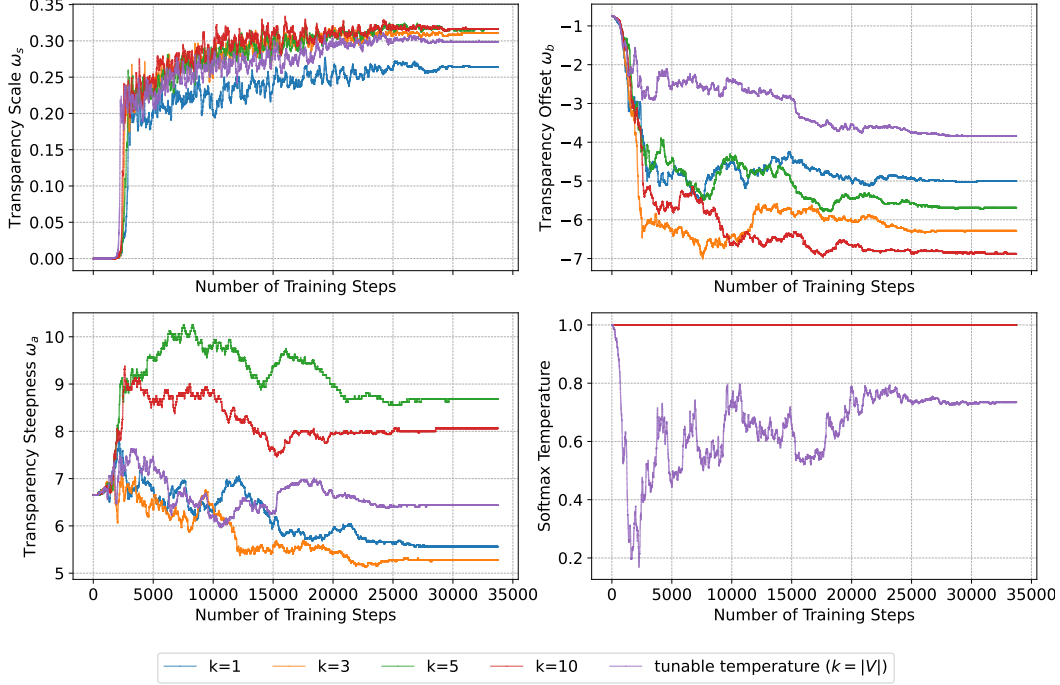 0.35
0.30
0.25
0.20
0.15
0.10
0.05
0.00
Transparency Scale ωs
Number of Training Steps
−1
−2
−3
−4
−5
−6
−7
Transparency Offset ωb
Number of Training Steps
10
9
8
7
6
5
Transparency Steepness ωa
0 5000 10000 15000 20000 25000 30000 35000
Number of Training Steps
1.0
0.8
0.6
0.4
0.2
Softmax Temperature
0 5000 10000 15000 20000 25000 30000 35000
Number of Training Steps
k=1 k=3 k=5 k=10 tunable temperature (k = |V|)